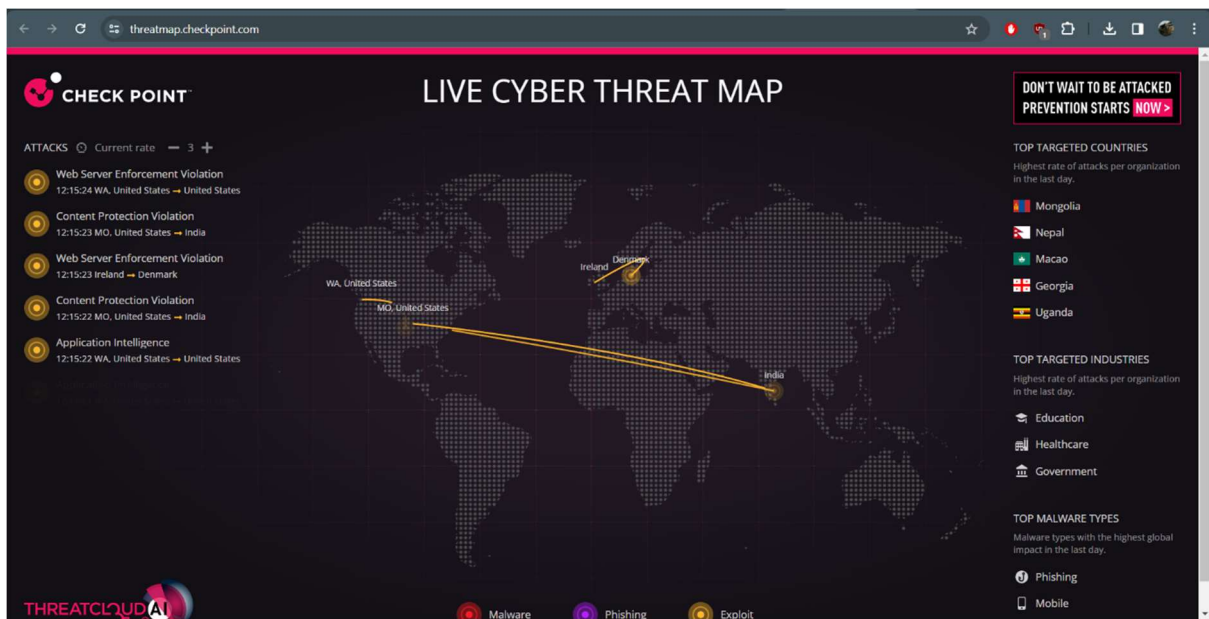 threatmap.checkpoint.com
1
CHECK POINT
LIVE CYBER THREAT MAP
DON'T WAIT TO BE ATTACKED
PREVENTION STARTS NOW >
ATTACKS Current rate − 3 +
Web Server Enforcement Violation
12:15:24 WA, United States → United States
Content Protection Violation
12:15:23 MO, United States → India
Web Server Enforcement Violation
12:15:23 Ireland → Denmark
Content Protection Violation
12:15:22 MO, United States → India
Application Intelligence
12:15:22 WA, United States → United States
Denmark
Ireland
WA, United States
MO, United States
India
TOP TARGETED COUNTRIES
Highest rate of attacks per organization
in the last day.
Mongolia
Nepal
Macao
Georgia
Uganda
TOP TARGETED INDUSTRIES
Highest rate of attacks per organization
in the last day.
Education
Healthcare
Government
TOP MALWARE TYPES
Malware types with the highest global
impact in the last day.
Phishing
Mobile
THREATCLOUD AI
Malware
Phishing
Exploit